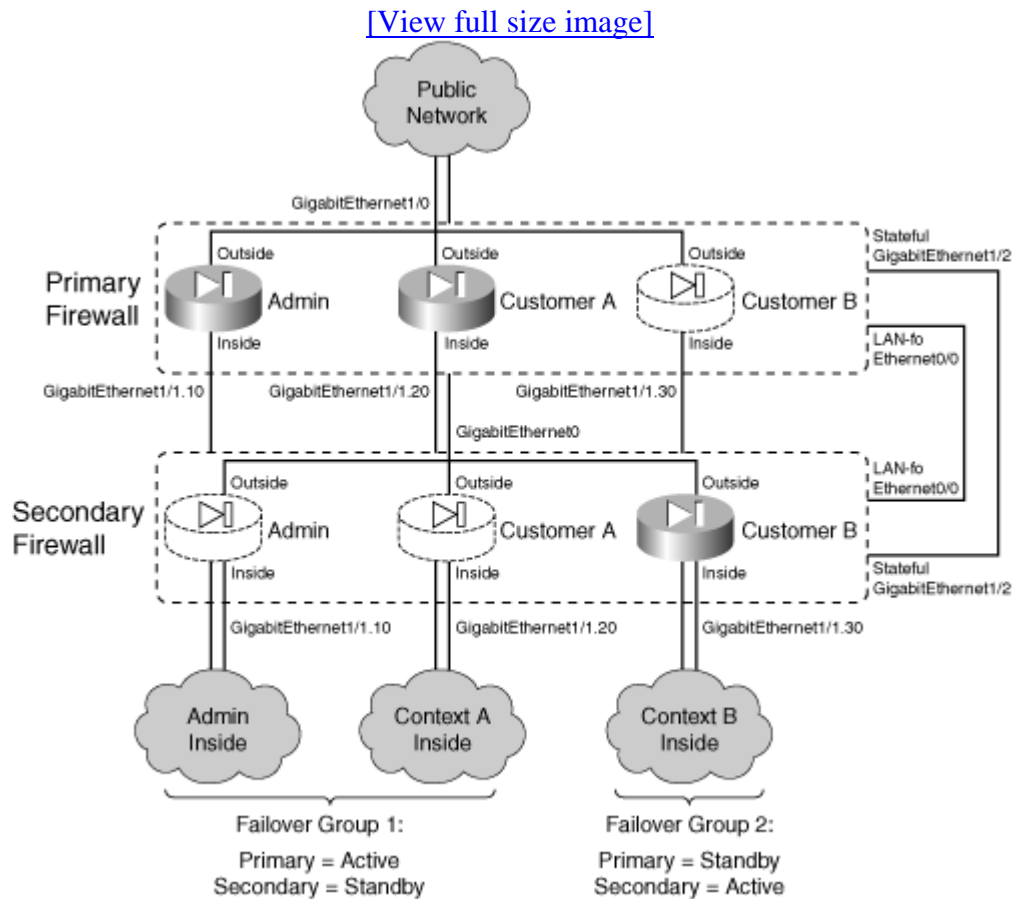 [View full size image]
Public
Network
GigabitEthernet1/0
Stateful
GigabitEthernet1/2
Outside
Outside
Outside
Primary
Firewall
Admin
Customer A
Customer B
Inside
Inside
Inside
LAN-fo
Ethernet0/0
GigabitEthernet1/1.10
GigabitEthernet1/1.20
GigabitEthernet1/1.30
GigabitEthernet0
LAN-fo
Ethernet0/0
Outside
Outside
Outside
Secondary
Firewall
Admin
Customer A
Customer B
Inside
Inside
Inside
Stateful
GigabitEthernet1/2
GigabitEthernet1/1.10
GigabitEthernet1/1.20
GigabitEthernet1/1.30
Admin
Inside
Context A
Inside
Context B
Inside
Failover Group 1:
Primary = Active
Secondary = Standby
Failover Group 2:
Primary = Standby
Secondary = Active